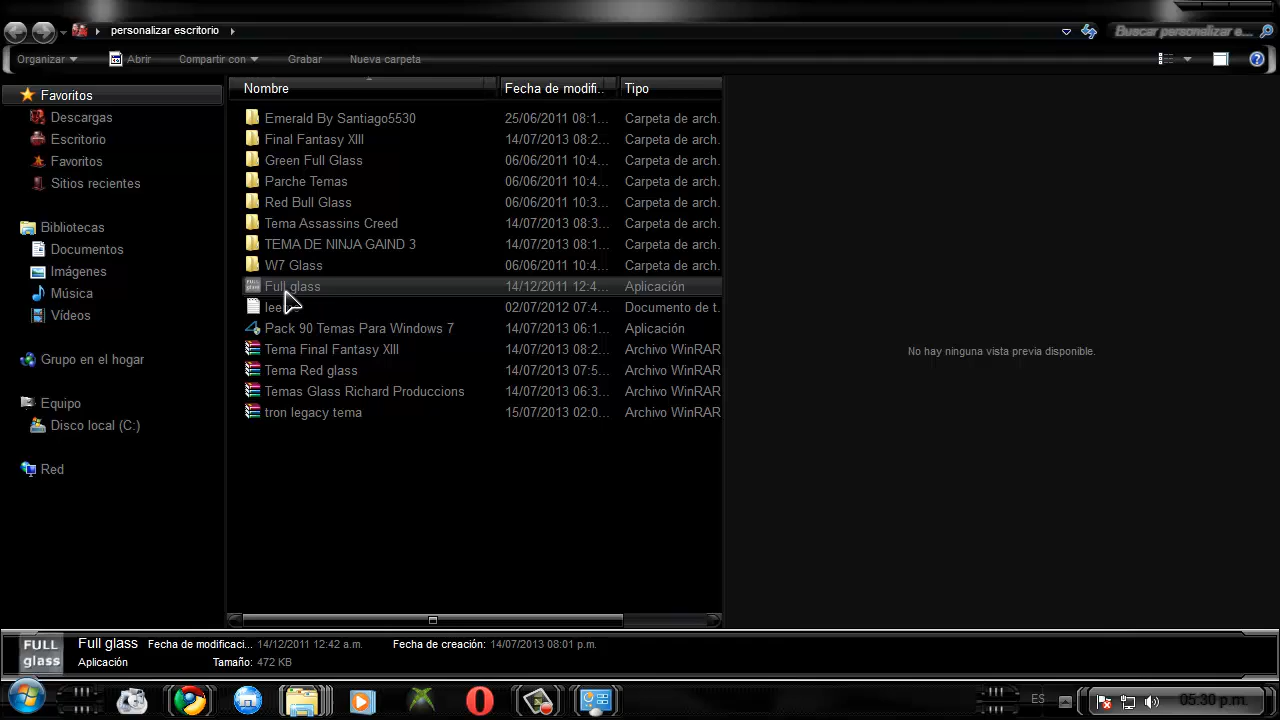 personalizar escritorio
Buscar personalizar e...
Organizar
Abrir
Compartir con
Grabar
Nueva carpeta
Favoritos
Descargas
Escritorio
Favoritos
Sitios recientes
Bibliotecas
Documentos
Imágenes
Música
Vídeos
Grupo en el hogar
Equipo
Disco local (C:)
Red
Nombre Fecha de modifi... Tipo
Emerald By Santiago5530 25/06/2011 08:1... Carpeta de arch.
Final Fantasy XIII 14/07/2013 08:2... Carpeta de arch.
Green Full Glass 06/06/2011 10:4... Carpeta de arch.
Parche Temas 06/06/2011 10:4... Carpeta de arch.
Red Bull Glass 06/06/2011 10:3... Carpeta de arch.
Tema Assassins Creed 14/07/2013 08:3... Carpeta de arch.
TEMA DE NINJA GAIND 3 14/07/2013 08:1... Carpeta de arch.
W7 Glass 06/06/2011 10:4... Carpeta de arch.
Full glass 14/12/2011 12:4... Aplicación
lee 02/07/2012 07:4... Documento de t.
Pack 90 Temas Para Windows 7 14/07/2013 06:1... Aplicación
Tema Final Fantasy XIII 14/07/2013 08:2... Archivo WinRAR
Tema Red glass 14/07/2013 07:5... Archivo WinRAR
Temas Glass Richard Produccions 14/07/2013 06:3... Archivo WinRAR
tron legacy tema 15/07/2013 02:0... Archivo WinRAR
No hay ninguna vista previa disponible.
FULL
glass
Full glass Fecha de modificaci... 14/12/2011 12:42 a.m. Fecha de creación: 14/07/2013 08:01 p.m.
Aplicación Tamaño: 472 KB
ES
05:30 p.m.